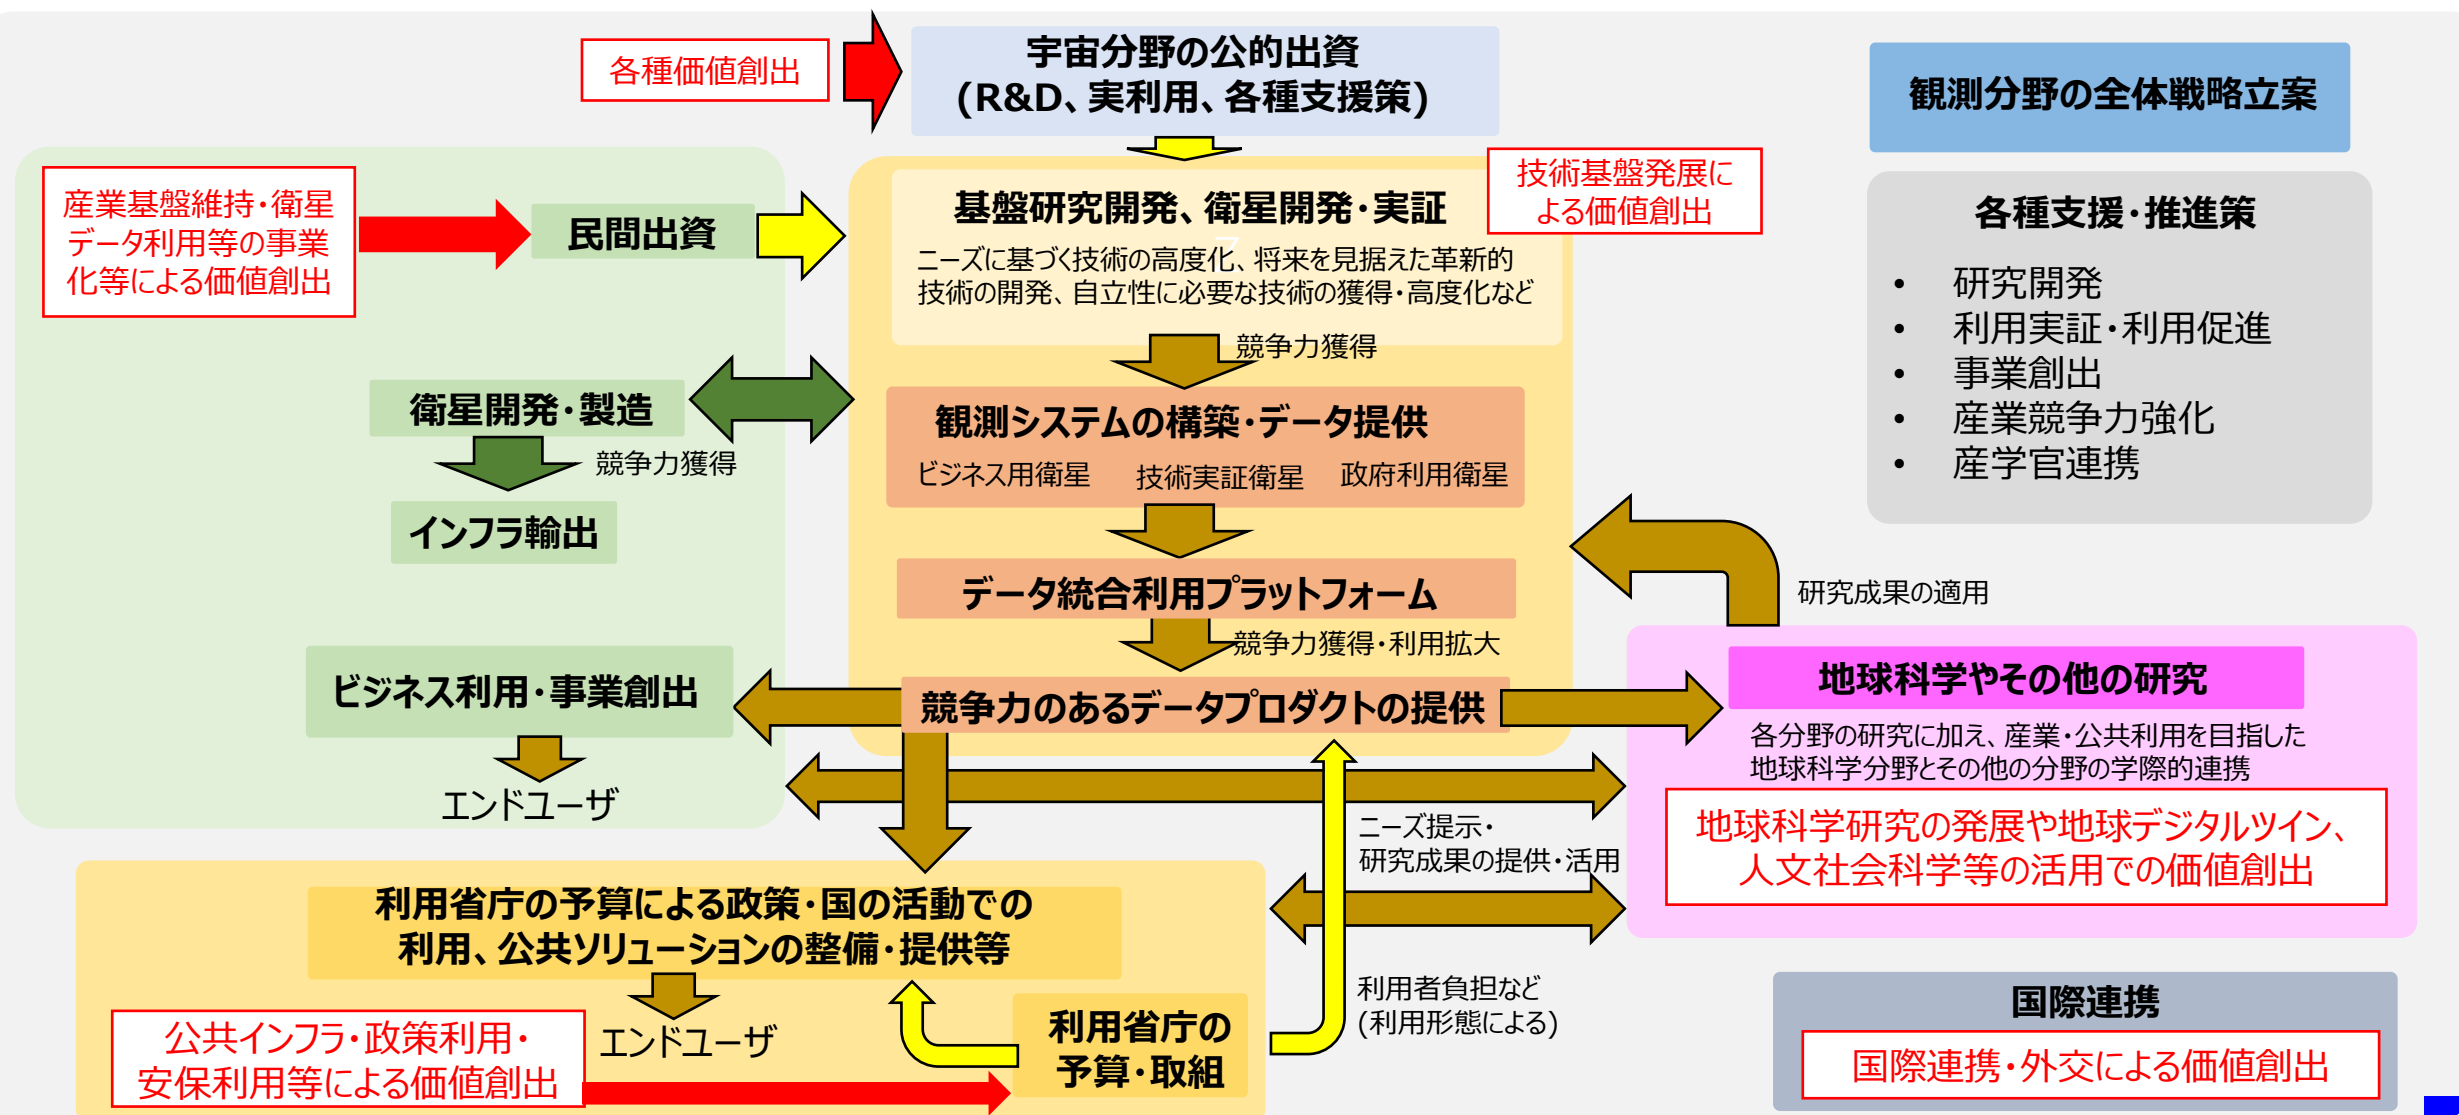 各種価値創出
宇宙分野の公的出資
(R&D、実利用、各種支援策)
観測分野の全体戦略立案
産業基盤維持・衛星
データ利用等の事業
化等による価値創出
民間出資
基盤研究開発、衛星開発・実証
ニーズに基づく技術の高度化、将来を見据えた革新的
技術の開発、自立性に必要な技術の獲得・高度化など
技術基盤発展に
よる価値創出
各種支援・推進策
• 研究開発
• 利用実証・利用促進
• 事業創出
• 産業競争力強化
• 産学官連携
競争力獲得
衛星開発・製造
競争力獲得
インフラ輸出
観測システムの構築・データ提供
ビジネス用衛星 技術実証衛星 政府利用衛星
データ統合利用プラットフォーム
競争力獲得・利用拡大
研究成果の適用
ビジネス利用・事業創出
エンドユーザ
競争力のあるデータプロダクトの提供
地球科学やその他の研究
各分野の研究に加え、産業・公共利用を目指した
地球科学分野とその他の分野の学際的連携
地球科学研究の発展や地球デジタルツイン、
人文社会科学等の活用での価値創出
ニーズ提示・
研究成果の提供・活用
利用省庁の予算による政策・国の活動での
利用、公共ソリューションの整備・提供等
エンドユーザ
公共インフラ・政策利用・
安保利用等による価値創出
利用省庁の
予算・取組
利用者負担など
(利用形態による)
国際連携
国際連携・外交による価値創出